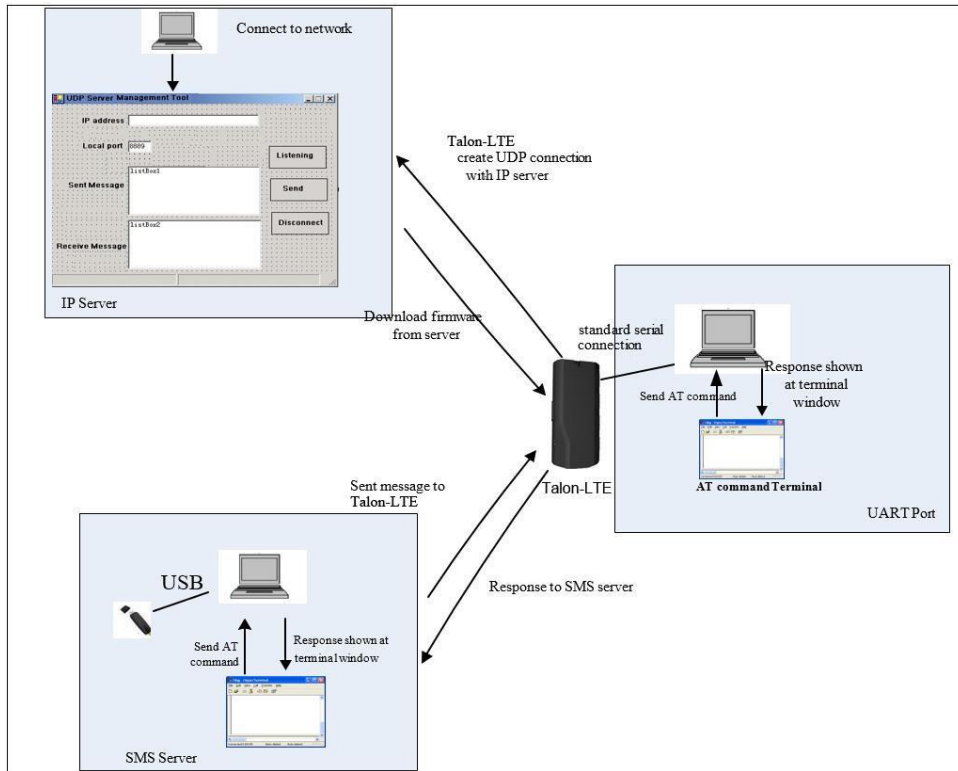 Connect to network
UDP Server Management Tool
IP address
Local port
8889
Listening
Sent Message
listBox1
Send
Disconnect
listBox2
Receive Message
IP Server
Talon-LTE
create UDP connection
with IP server
Download firmware
from server
standard serial
connection
Response shown
at terminal
window
Send AT command
AT command Terminal
UART Port
Talon-LTE
Sent message to
Talon-LTE
Response to SMS server
USB
Send AT
command
Response shown at
terminal window
SMS Server